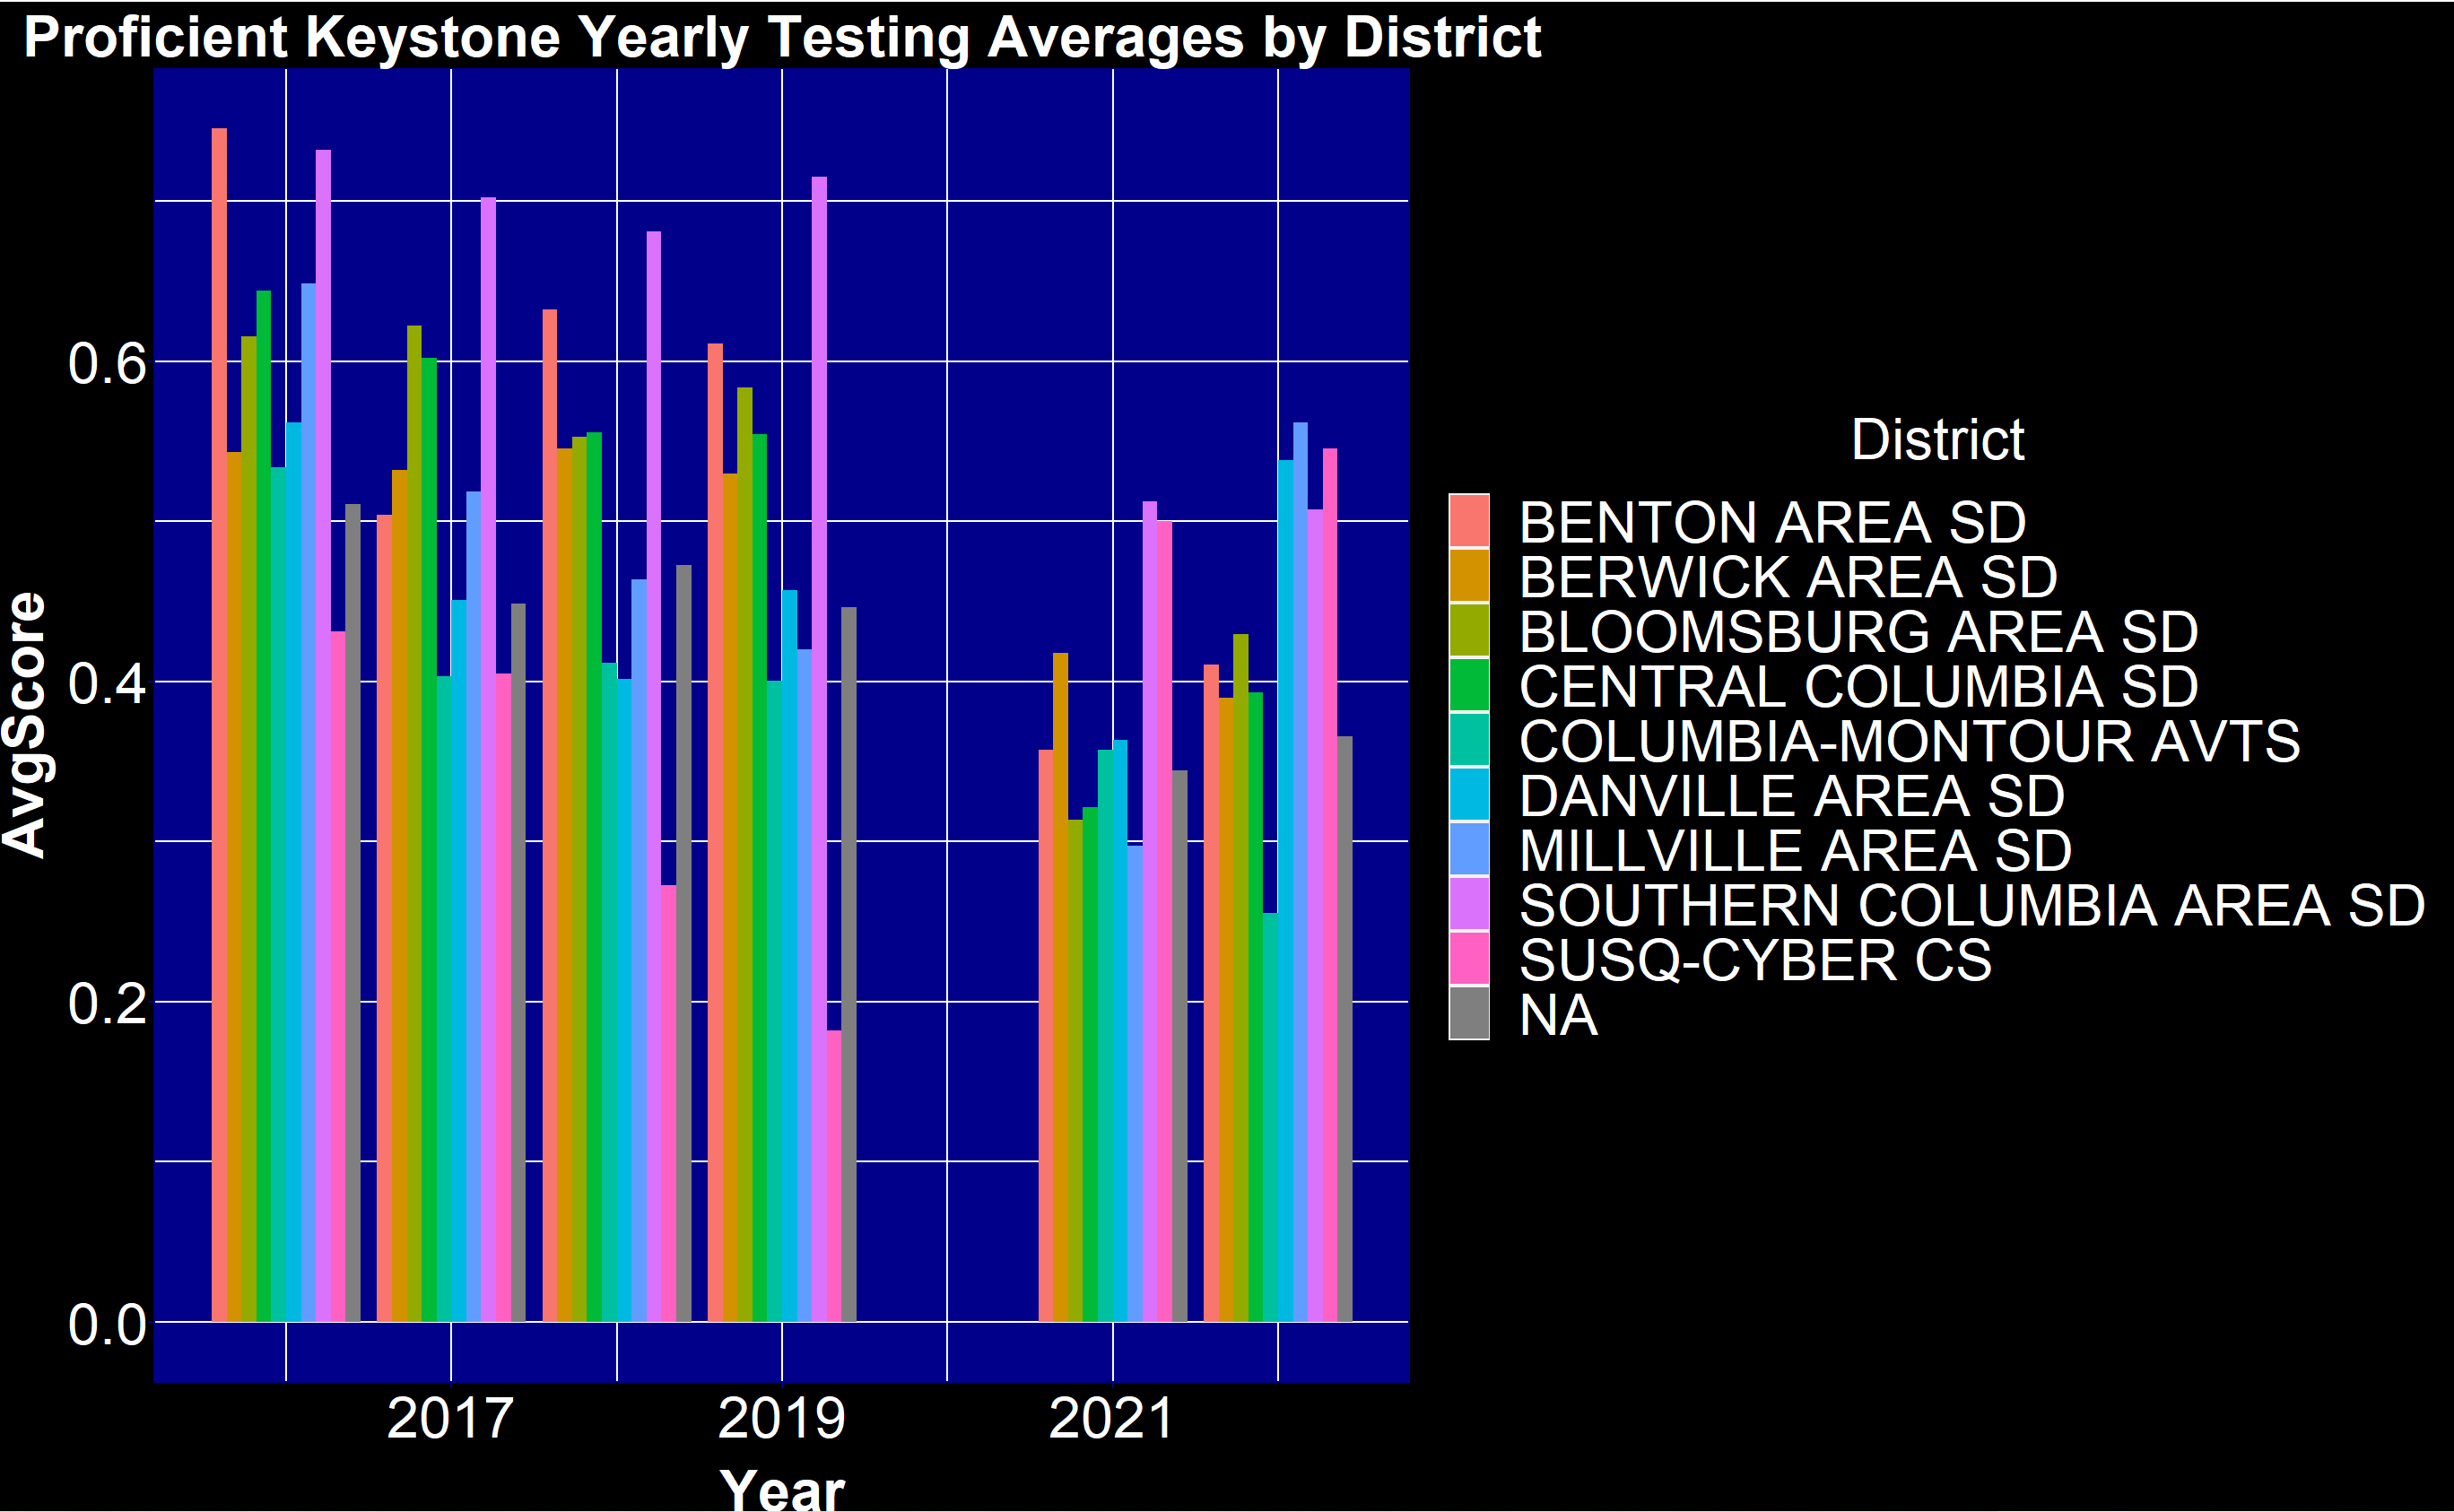 Proficient Keystone Yearly Testing Averages by District
AvgScore
0.6
0.4
0.2
0.0
2017
2019
2021
Year
District
BENTON AREA SD
BERWICK AREA SD
BLOOMSBURG AREA SD
CENTRAL COLUMBIA SD
COLUMBIA-MONTOUR AVTS
DANVILLE AREA SD
MILLVILLE AREA SD
SOUTHERN COLUMBIA AREA SD
SUSQ-CYBER CS
NA